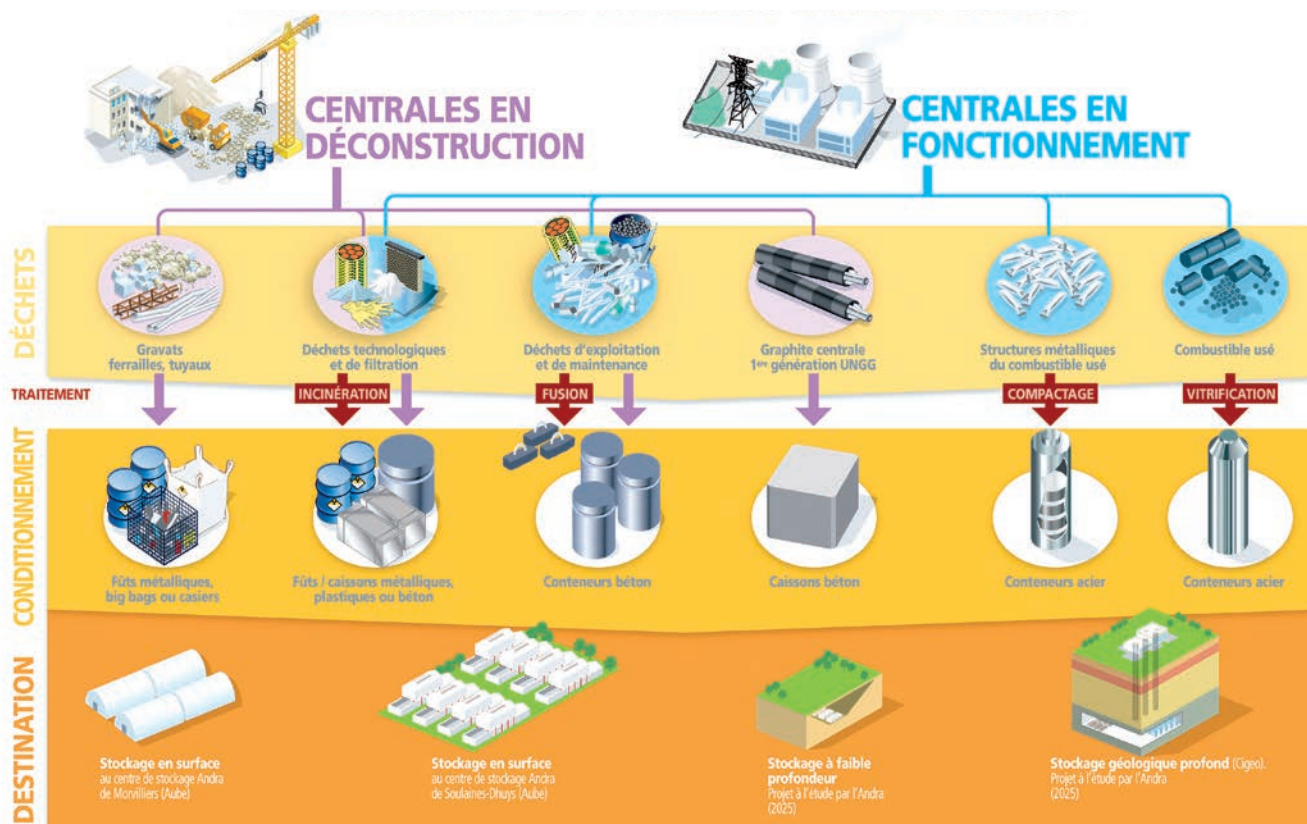 CENTRALES EN
DÉCONSTRUCTION
CENTRALES EN
FONCTIONNEMENT
DÉCHETS
Gravats
ferrailles, tuyaux
Déchets technologiques
et de filtration
Déchets d'exploitation
et de maintenance
Graphite centrale
1ère génération UNGG
Structures métalliques
du combustible usé
Combustible usé
TRAITEMENT
INCINÉRATION
FUSION
COMPACTAGE
VITRIFICATION
CONDITIONNEMENT
Fûts métalliques,
big bags ou casiers
Fûts / caissons métalliques,
plastiques ou béton
Conteneurs béton
Caissons béton
Conteneurs acier
Conteneurs acier
DESTINATION
Stockage en surface
au centre de stockage Andra
de Morvilliers (Aube)
Stockage en surface
au centre de stockage Andra
de Soulaines-Dhuys (Aube)
Stockage à faible
profondeur
Projet à l'étude par l'Andra
(2025)
Stockage géologique profond (Cigeo).
Projet à l'étude par l'Andra
(2025)